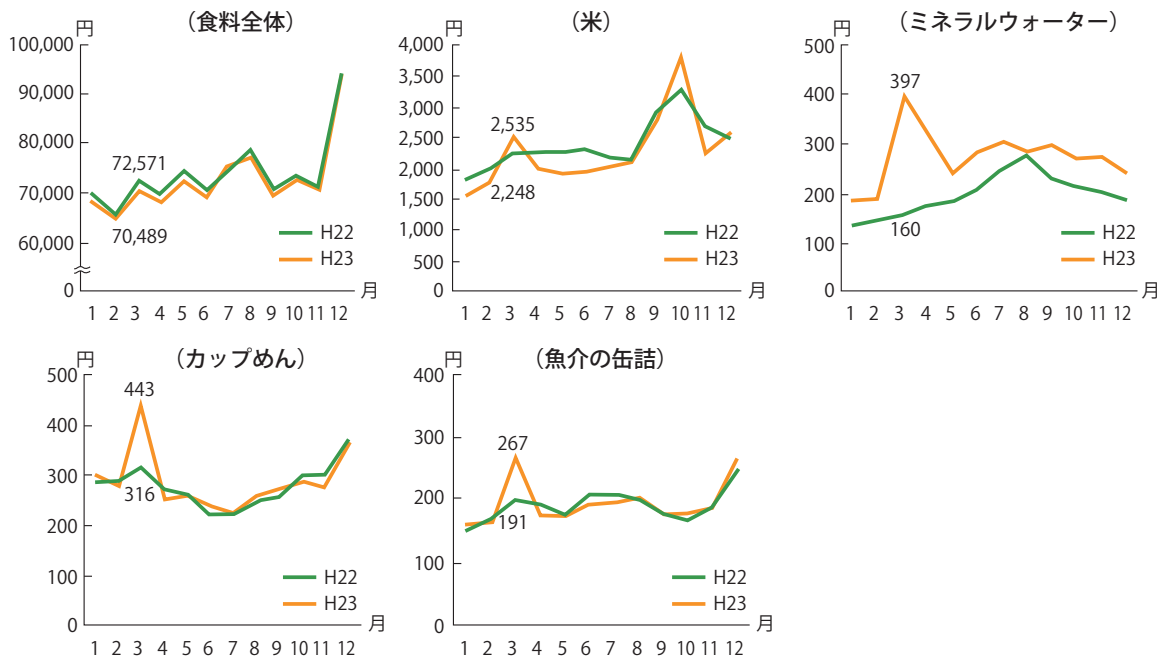 （食料全体）
円
100,000
90,000
80,000
70,000
60,000
0
72,571
70,489
H22
H23
1 2 3 4 5 6 7 8 9 10 11 12
月
（米）
円
4,000
3,500
3,000
2,500
2,000
1,500
1,000
500
0
2,535
2,248
H22
H23
1 2 3 4 5 6 7 8 9 10 11 12
月
（ミネラルウォーター）
円
500
400
300
200
100
0
397
160
H22
H23
1 2 3 4 5 6 7 8 9 10 11 12
月
（カップめん）
円
500
400
300
200
100
0
443
316
H22
H23
1 2 3 4 5 6 7 8 9 10 11 12
月
（魚介の缶詰）
円
400
300
200
100
0
267
191
H22
H23
1 2 3 4 5 6 7 8 9 10 11 12
月